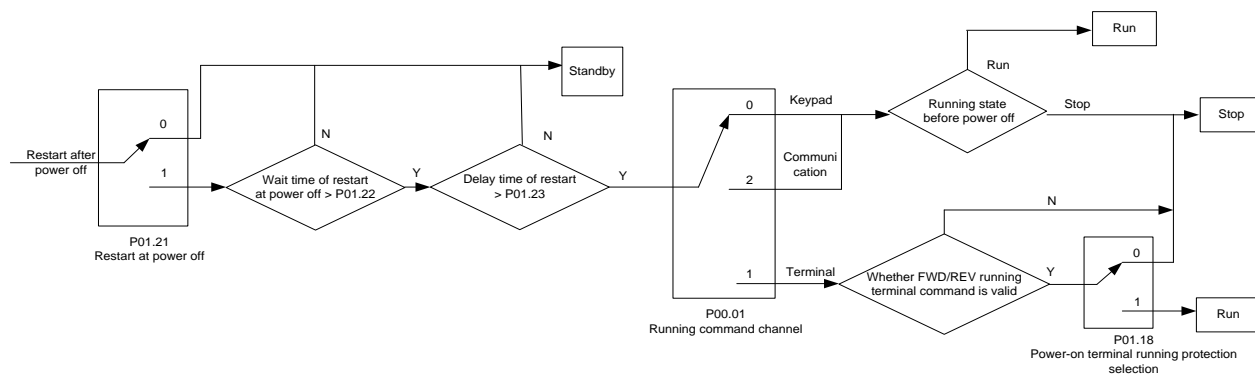 Run
Run
Standby
0
Keypad
Running state
before power off
Stop
Stop
0
N
N
Restart after
power off
Communi
cation
1
Wait time of restart
at power off > P01.22
Y
Delay time of restart
> P01.23
Y
2
N
P01.21
Restart at power off
0
1
Terminal
Whether FWD/REV running
terminal command is valid
Y
1
Run
P00.01
Running command channel
P01.18
Power-on terminal running protection
selection